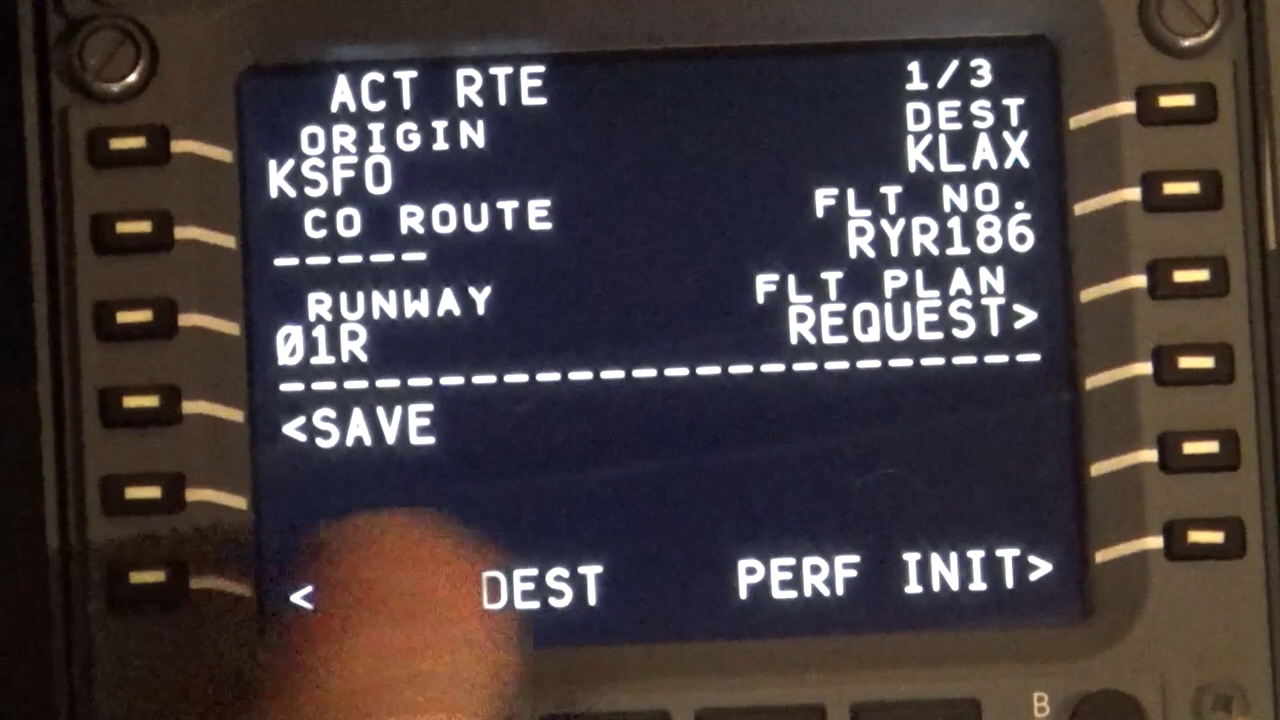 ACT RTE 1/3
ORIGIN DEST
KSFO KLAX
CO ROUTE FLT NO.
----- RYR186
RUNWAY FLT PLAN
Ø1R REQUEST>
------------------------
<SAVE
< DEST PERF INIT>
B